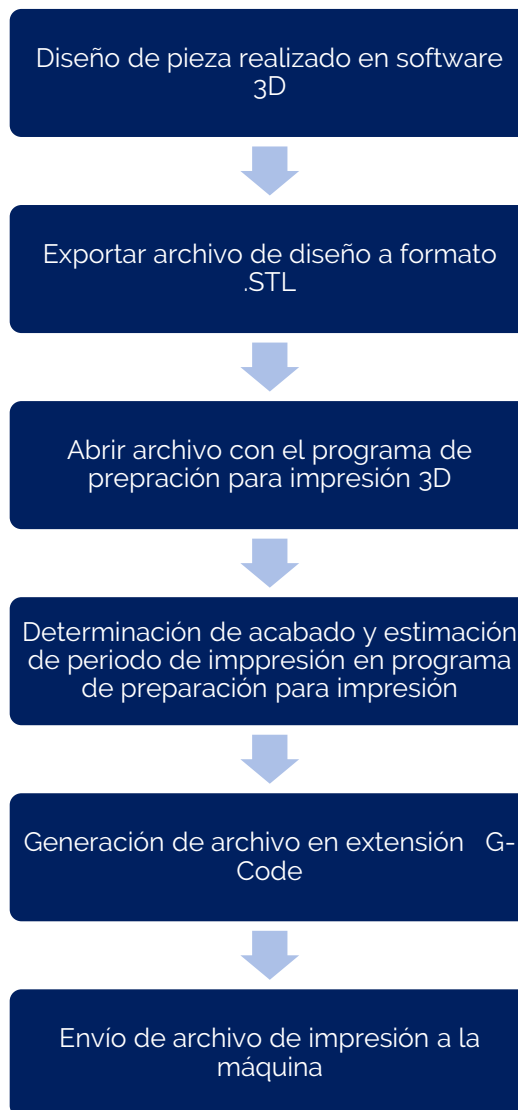 Diseño de pieza realizado en software
3D
Exportar archivo de diseño a formato
.STL
Abrir archivo con el programa de
prepración para impresión 3D
Determinación de acabado y estimación
de periodo de imppresión en programa
de preparación para impresión
Generación de archivo en extensión G-
Code
Envío de archivo de impresión a la
máquina